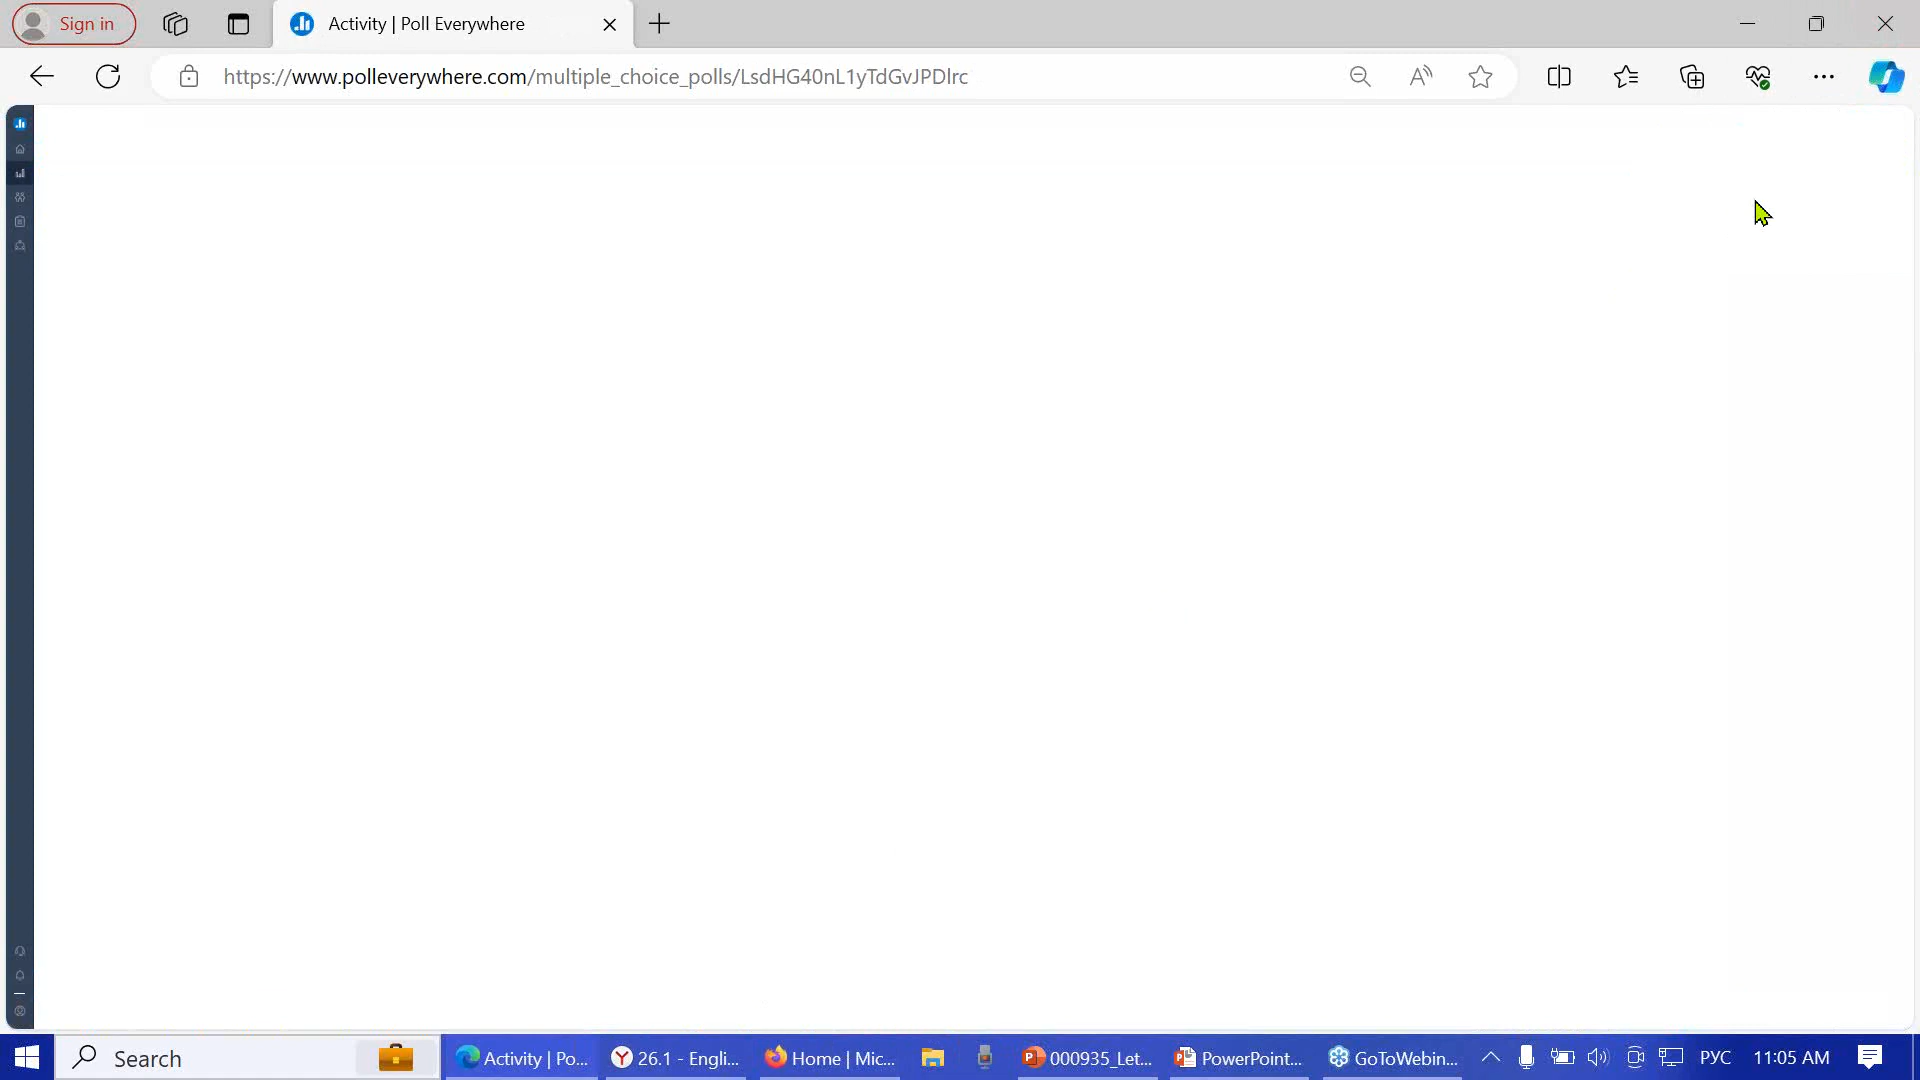 Sign in
Activity | Poll Everywhere
https://www.polleverywhere.com/multiple_choice_polls/LsdHG40nL1yTdGvJPDlrc
Search
Activity | Po...
26.1 - Engli...
Home | Mic...
000935_Let...
PowerPoint...
GoToWebin...
РУС
11:05 AM